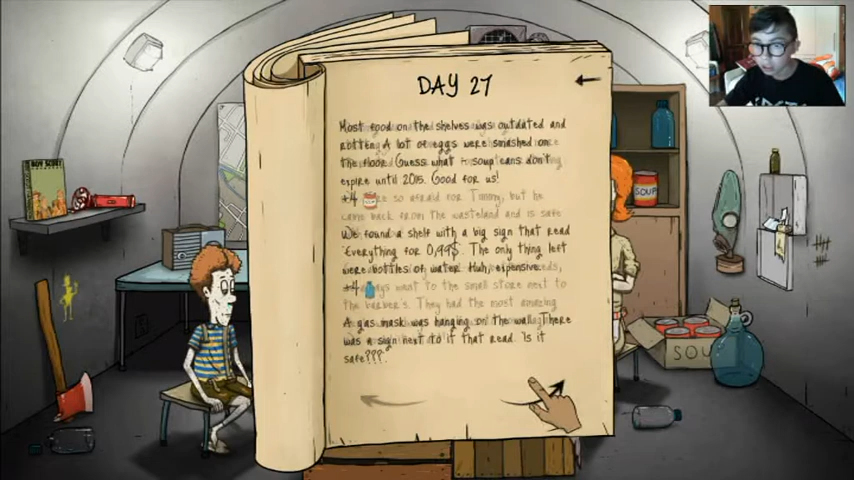 DAY 27
Most food on the shelves was outdated and
rotten. A lot of eggs were smashed on
the floor. Guess what - soup cans don't
expire until 2015. Good for us!
+4
so afraid for Timmy, but he
came back from the wasteland and is safe
We found a shelf with a big sign that read
'Everything for 0,99$. The only thing left
were bottles of water. Huh, expensive.
+4
went to the small store next to
the barber's. They had the most amazing
A gas mask was hanging on the wall. There
was a sign next to it that read 'Is it
safe???
BOY SCOUT
SOUP
SOU